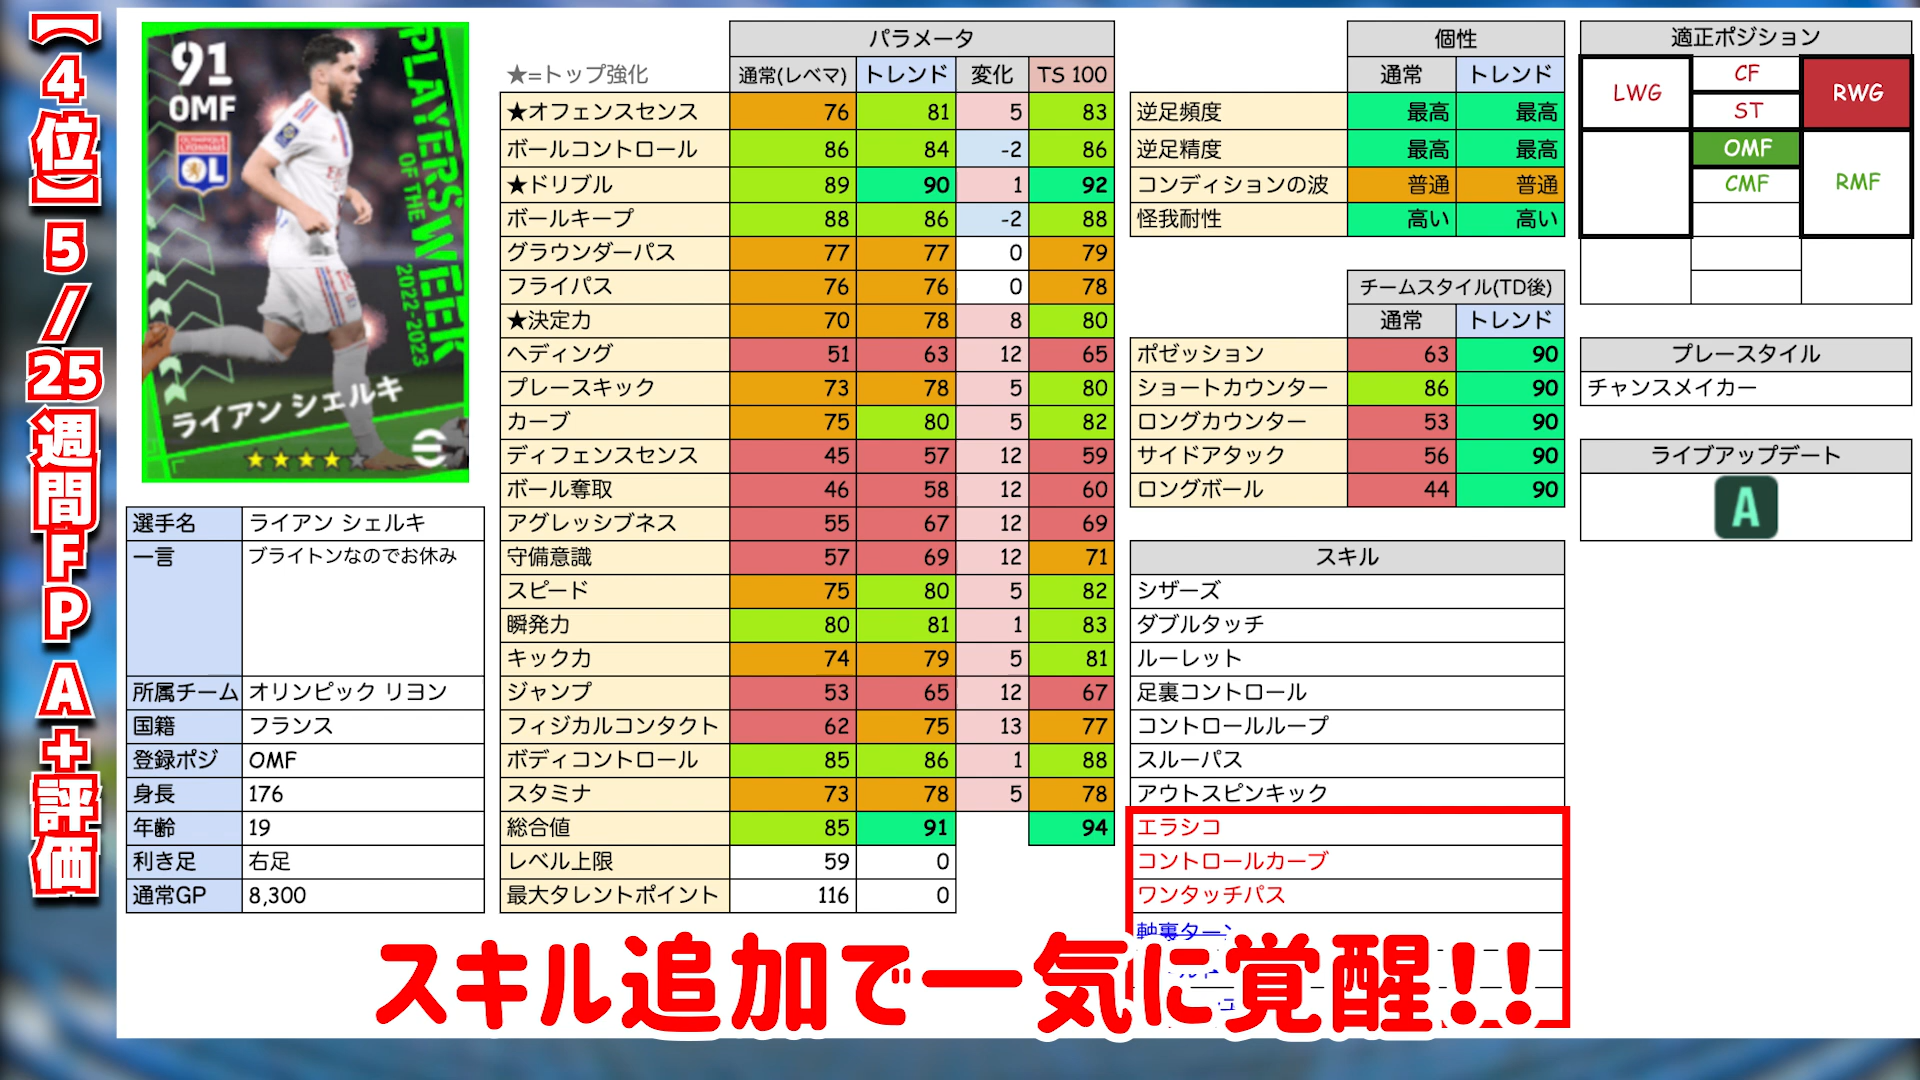 【4位】5/25週間FP A+評価
91
OMF
OLYMPIQUE LYONNAIS
OL
PLAYERS OF THE WEEK
2022-2023
ライアン シェルキ
選手名 ライアン シェルキ
一言 ブライトンなのでお休み
所属チーム オリンピック リヨン
国籍 フランス
登録ポジ OMF
身長 176
年齢 19
利き足 右足
通常GP 8,300
パラメータ
★=トップ強化 通常(レベマ) トレンド 変化 TS 100
★オフェンスセンス 76 81 5 83
ボールコントロール 86 84 -2 86
★ドリブル 89 90 1 92
ボールキープ 88 86 -2 88
グラウンダーパス 77 77 0 79
フライパス 76 76 0 78
★決定力 70 78 8 80
ヘディング 51 63 12 65
プレースキック 73 78 5 80
カーブ 75 80 5 82
ディフェンスセンス 45 57 12 59
ボール奪取 46 58 12 60
アグレッシブネス 55 67 12 69
守備意識 57 69 12 71
スピード 75 80 5 82
瞬発力 80 81 1 83
キック力 74 79 5 81
ジャンプ 53 65 12 67
フィジカルコンタクト 62 75 13 77
ボディコントロール 85 86 1 88
スタミナ 73 78 5 78
総合値 85 91 94
レベル上限 59 0
最大タレントポイント 116 0
個性
通常 トレンド
逆足頻度 最高 最高
逆足精度 最高 最高
コンディションの波 普通 普通
怪我耐性 高い 高い
チームスタイル(TD後)
通常 トレンド
ポゼッション 63 90
ショートカウンター 86 90
ロングカウンター 53 90
サイドアタック 56 90
ロングボール 44 90
スキル
シザーズ
ダブルタッチ
ルーレット
足裏コントロール
コントロールループ
スルーパス
アウトスピンキック
エラシコ
コントロールカーブ
ワンタッチパス
軸裏ターン
適正ポジション
LWG CF RWG
ST
OMF
CMF RMF
プレースタイル
チャンスメイカー
ライブアップデート
A
スキル追加で一気に覚醒!!